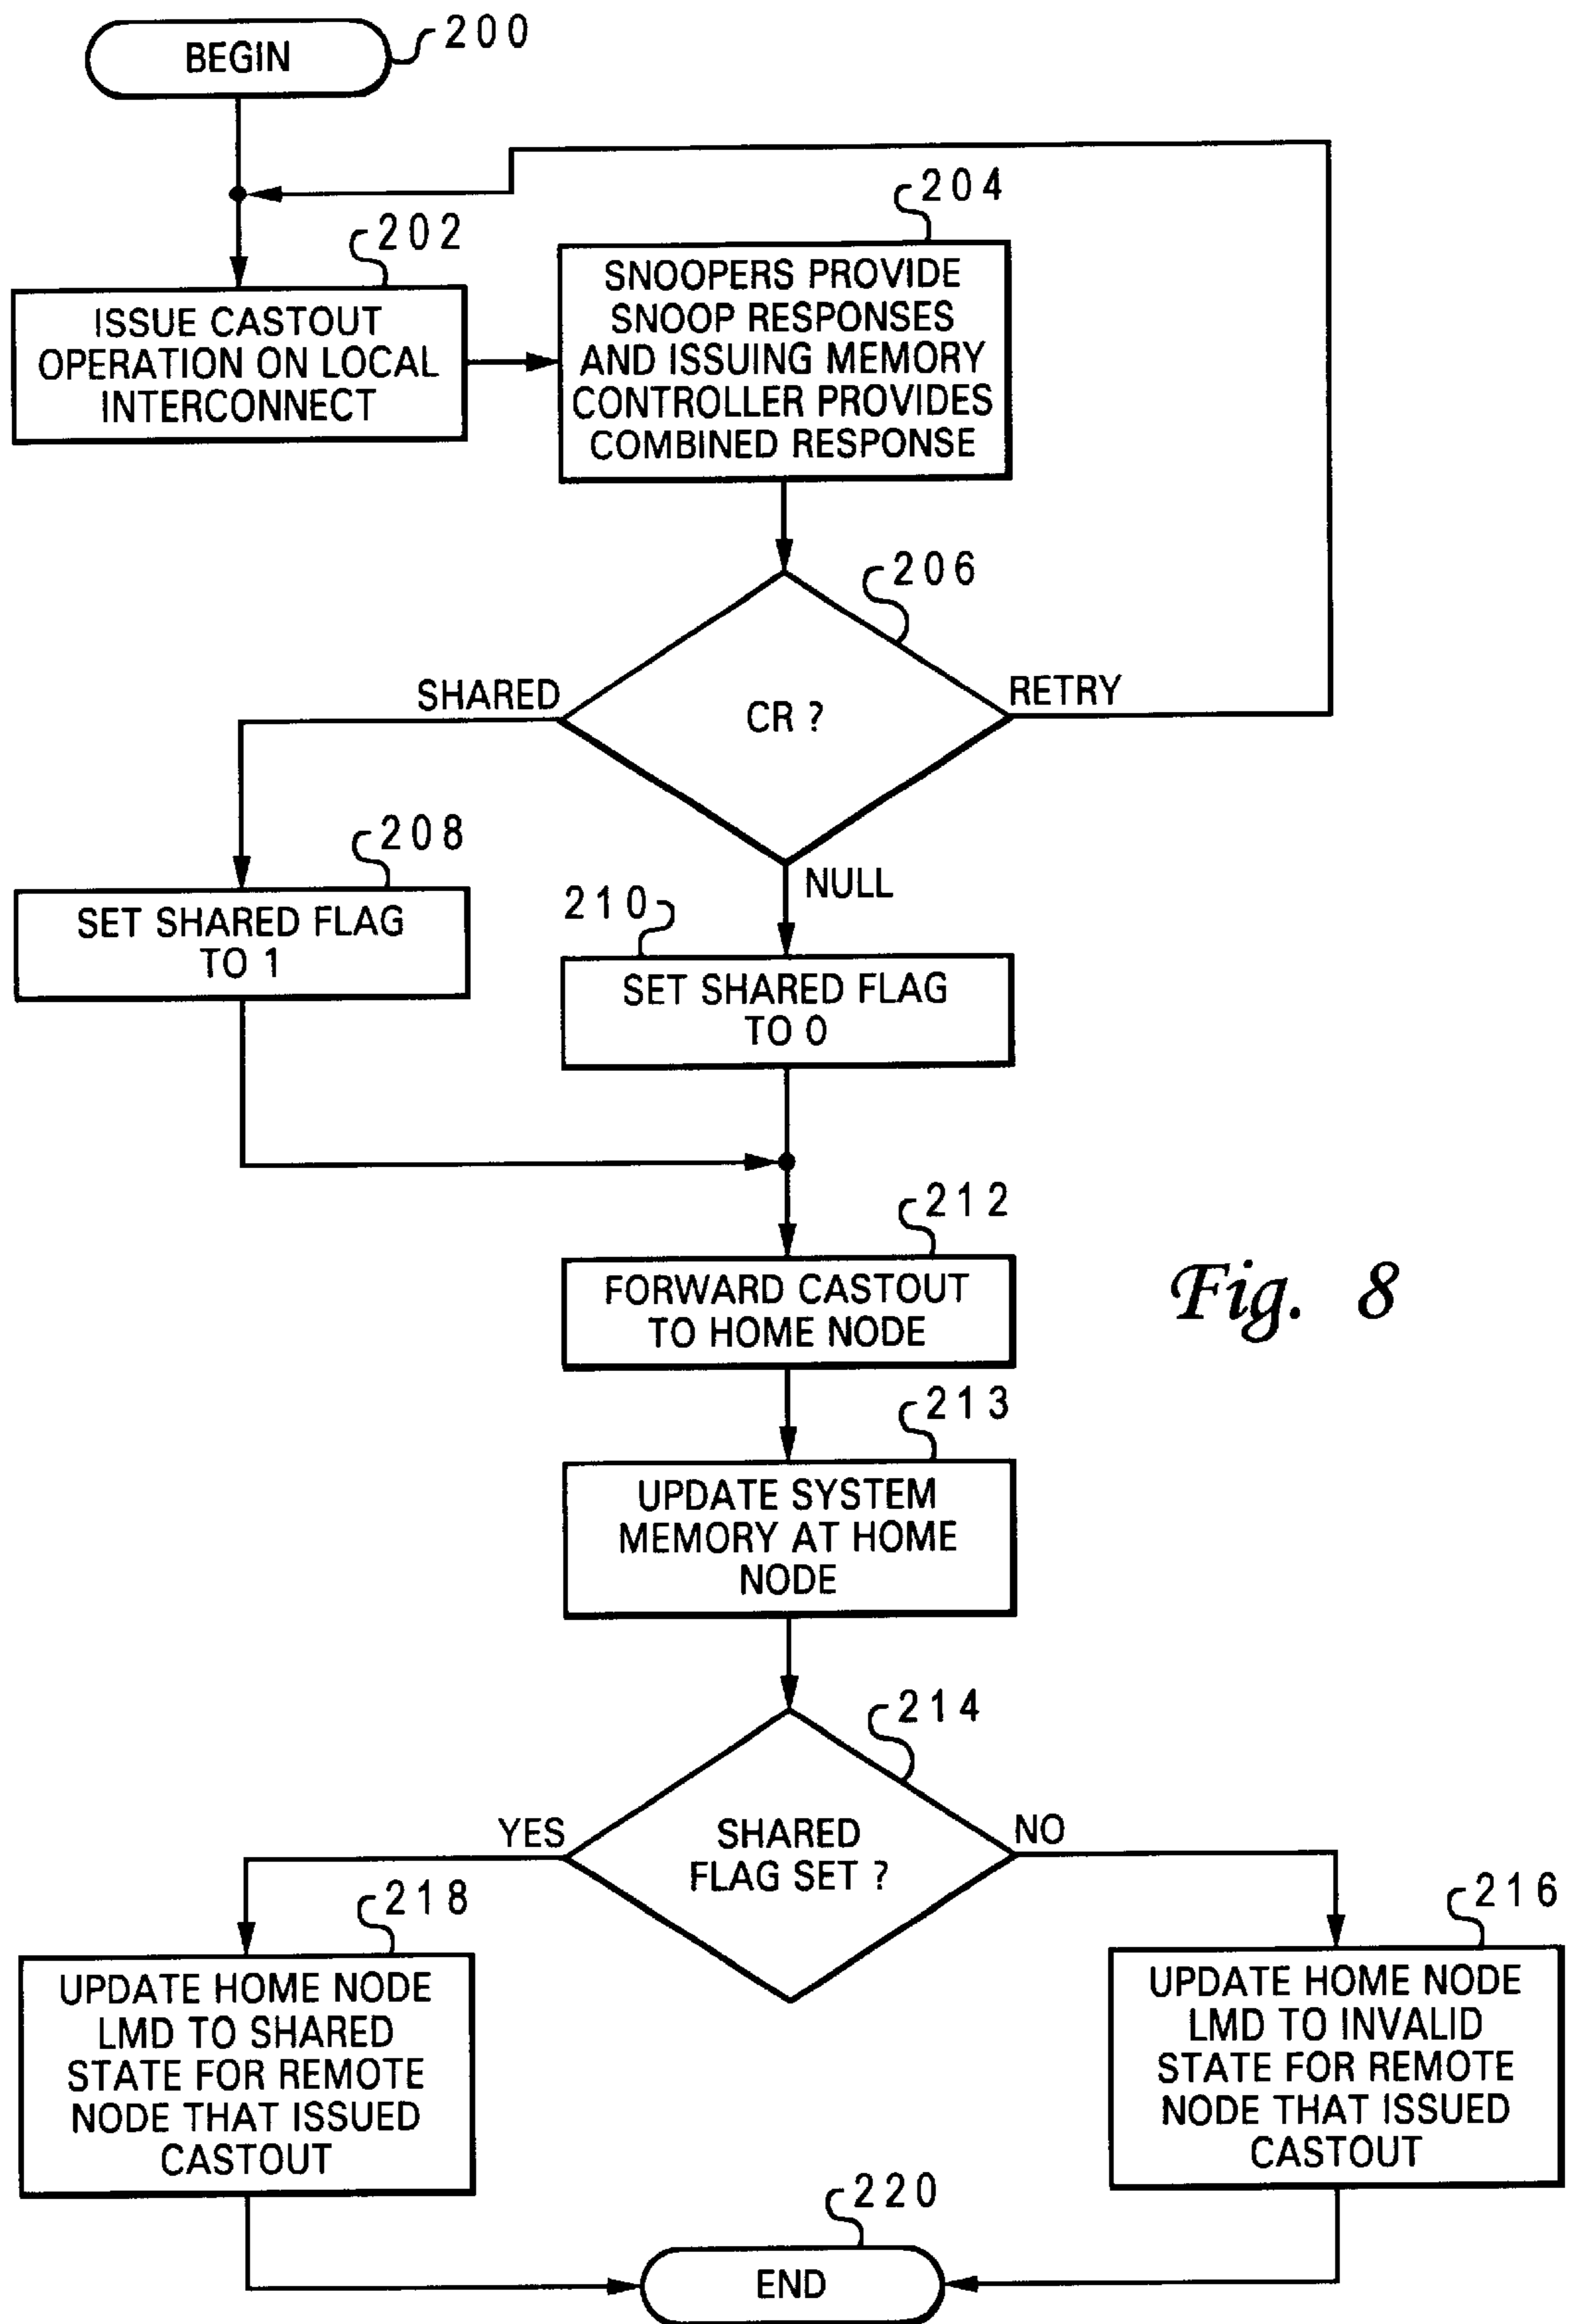 BEGIN
200
202
ISSUE CASTOUT
OPERATION ON LOCAL
INTERCONNECT
204
SNOOPERS PROVIDE
SNOOP RESPONSES
AND ISSUING MEMORY
CONTROLLER PROVIDES
COMBINED RESPONSE
206
CR ?
SHARED
RETRY
NULL
208
SET SHARED FLAG
TO 1
210
SET SHARED FLAG
TO 0
212
FORWARD CASTOUT
TO HOME NODE
Fig. 8
213
UPDATE SYSTEM
MEMORY AT HOME
NODE
214
SHARED
FLAG SET ?
YES
NO
218
UPDATE HOME NODE
LMD TO SHARED
STATE FOR REMOTE
NODE THAT ISSUED
CASTOUT
216
UPDATE HOME NODE
LMD TO INVALID
STATE FOR REMOTE
NODE THAT ISSUED
CASTOUT
220
END